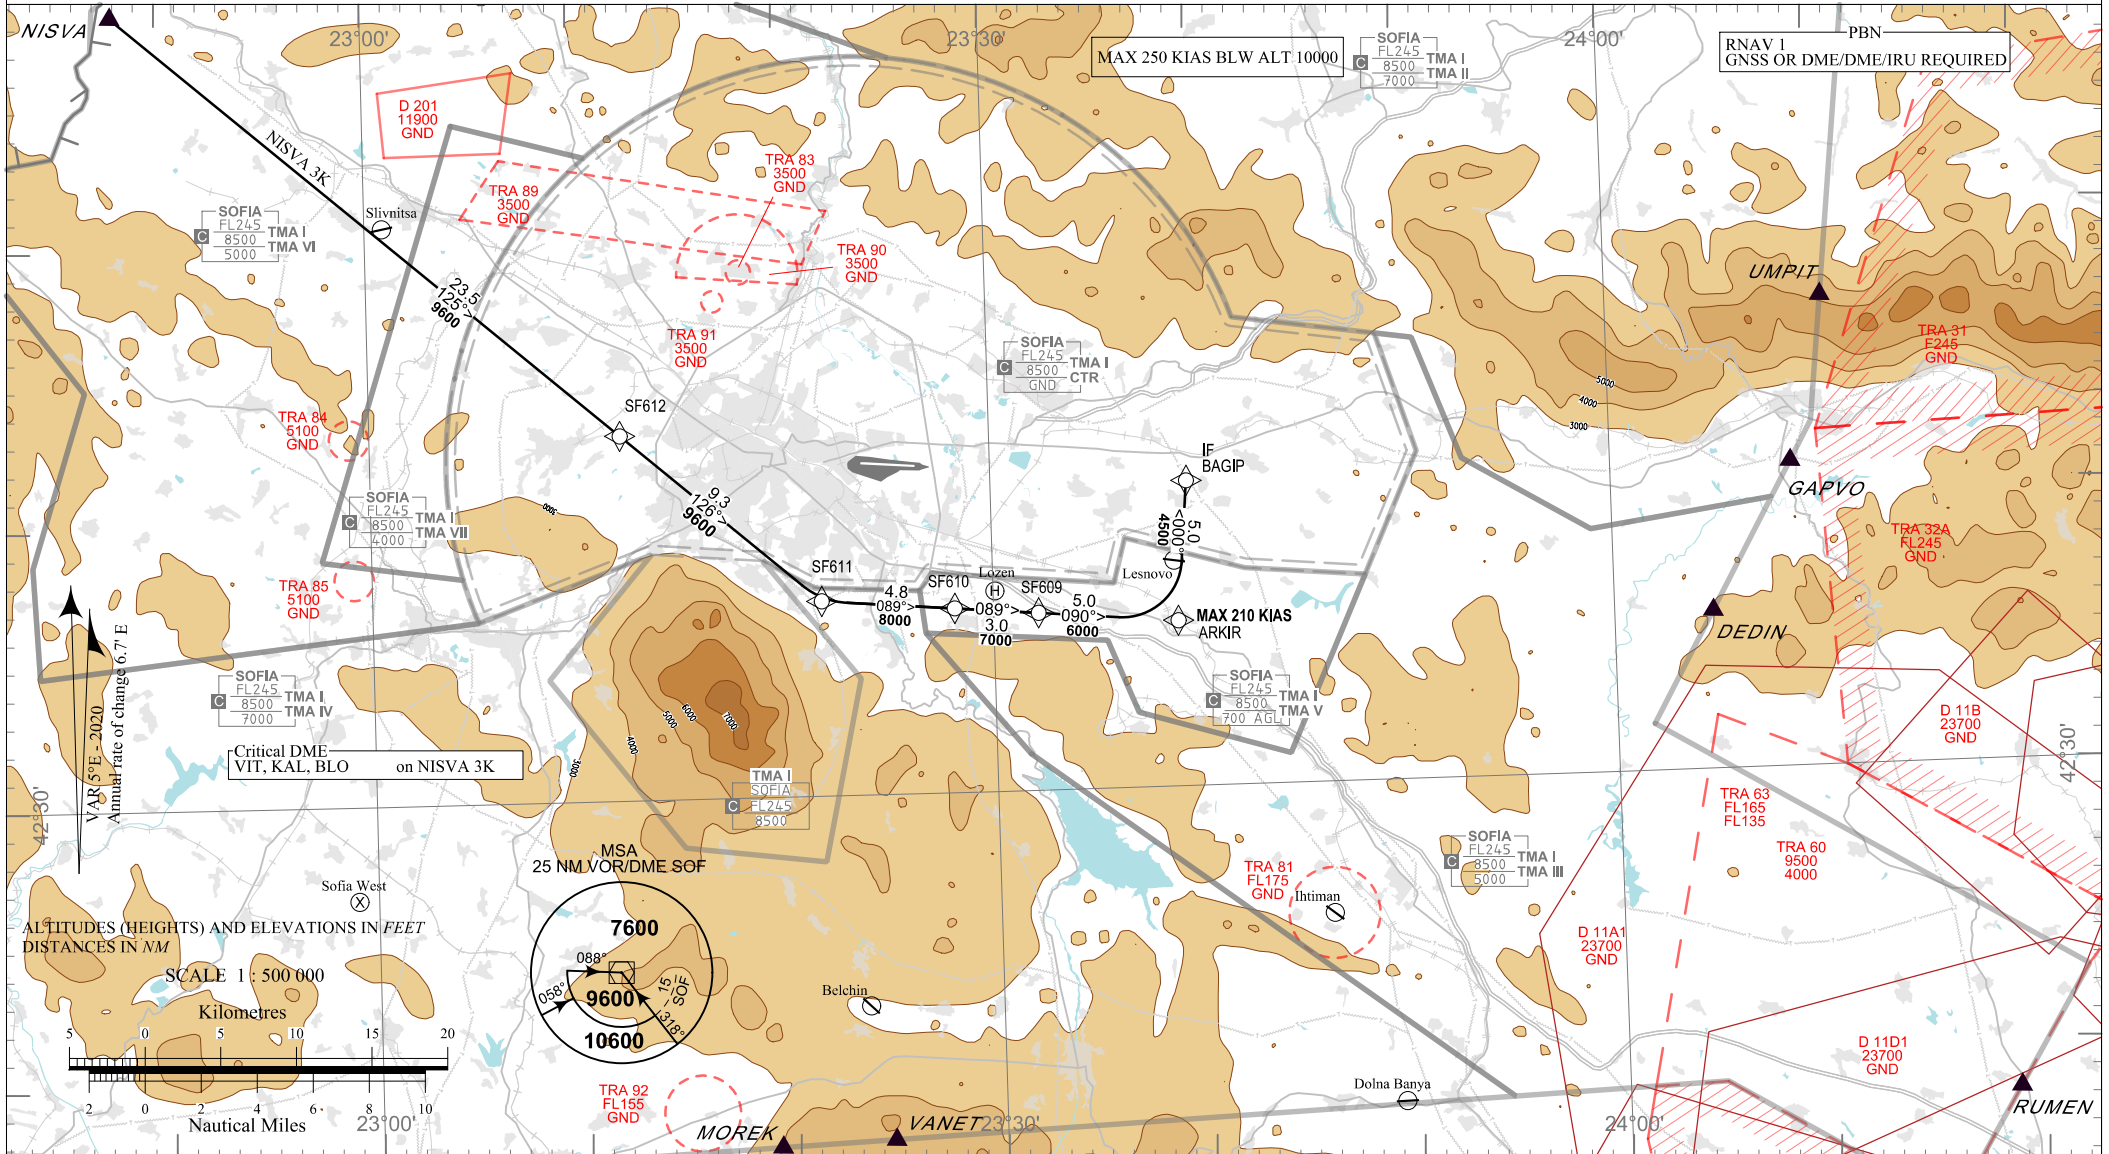 NISVA
23°00'
23°30'
24°00'
MAX 250 KIAS BLW ALT 10000
SOFIA
FL245
C 8500 TMA I
7000 TMA II
PBN
RNAV 1
GNSS OR DME/DME/IRU REQUIRED
D 201
11900
GND
NISVA 3K
TRA 89
3500
GND
TRA 83
3500
GND
TRA 90
3500
GND
TRA 91
3500
GND
Slivnitsa
SOFIA
FL245
C 8500 TMA I
5000 TMA VI
23.5
125°>
9600
UMPIT
TRA 31
F245
GND
SOFIA
FL245
C 8500 TMA I
GND CTR
5000
4000
3000
SF612
TRA 84
5100
GND
IF
BAGIP
GAPVO
SOFIA
FL245
C 8500 TMA I
4000 TMA VII
3000
9.3
126°>
9600
5.0
<000°
4500
TRA 32A
FL245
GND
TRA 85
5100
GND
SF611
4.8
089°>
8000
SF610
Lozen
H
089°>
3.0
7000
SF609
5.0
090°>
6000
Lesnovo
MAX 210 KIAS
ARKIR
DEDIN
VAR 5°E - 2020
Annual rate of change 6.7' E
SOFIA
FL245
C 8500 TMA I
7000 TMA IV
SOFIA
FL245
C 8500 TMA I
700 AGL TMA V
D 11B
23700
GND
7000
6000
5000
4000
3000
Critical DME
VIT, KAL, BLO on NISVA 3K
42°30'
42°30'
TMA I
SOFIA
C FL245
8500
TRA 63
FL165
FL135
TRA 60
9500
4000
SOFIA
FL245
C 8500 TMA I
5000 TMA III
MSA
25 NM VOR/DME SOF
7600
088°
058°
9600
15
SOF
318°
10600
Sofia West
X
TRA 81
FL175
GND
Ihtiman
D 11A1
23700
GND
ALTITUDES (HEIGHTS) AND ELEVATIONS IN FEET
DISTANCES IN NM
SCALE 1 : 500 000
Kilometres
5 0 5 10 15 20
2 0 2 4 6 8 10
Nautical Miles
Belchin
D 11D1
23700
GND
TRA 92
FL155
GND
Dolna Banya
RUMEN
MOREK
VANET
23°00'
23°30'
24°00'